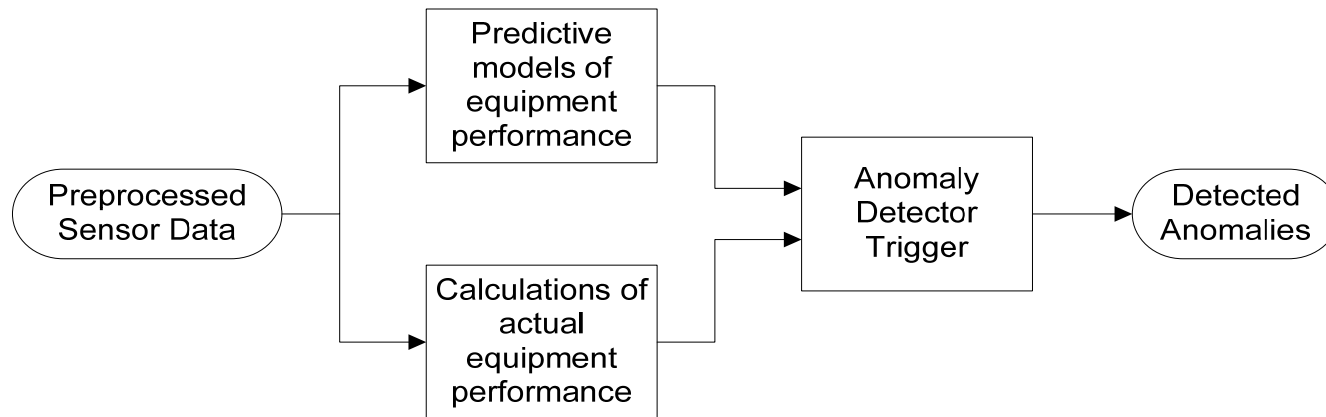 Predictive
models of
equipment
performance
Preprocessed
Sensor Data
Anomaly
Detector
Trigger
Detected
Anomalies
Calculations of
actual
equipment
performance